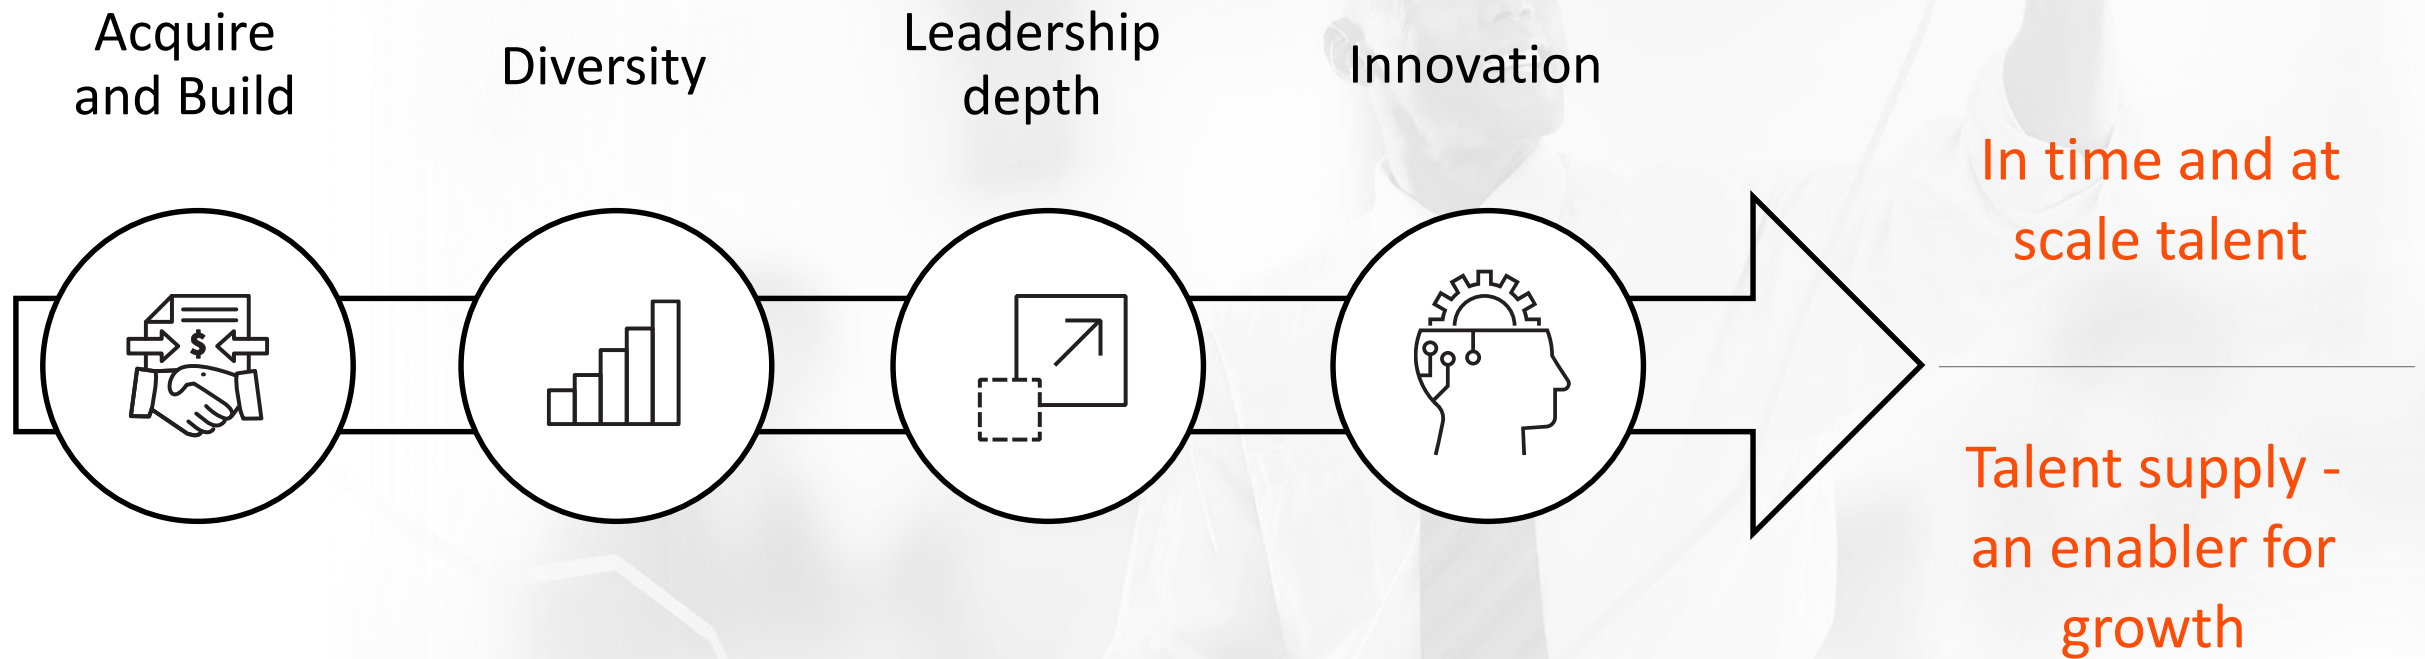 Acquire
and Build
Diversity
Leadership
depth
Innovation
$
In time and at
scale talent
Talent supply -
an enabler for
growth